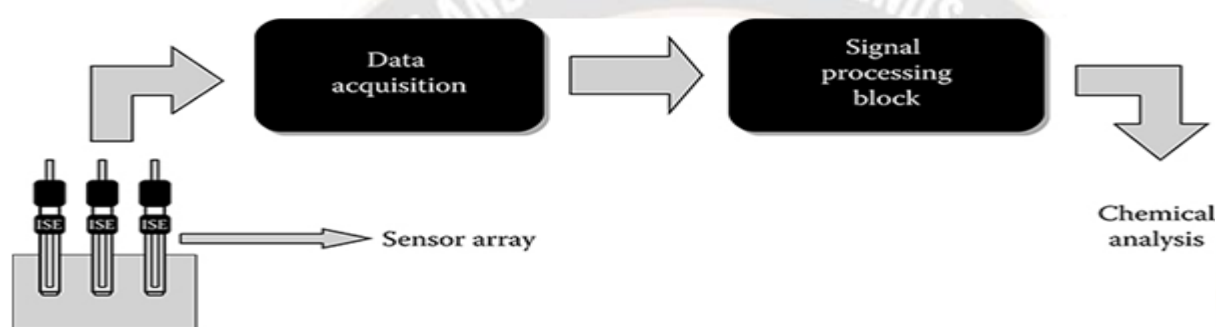 Data
acquisition
Signal
processing
block
ISE ISE ISE
Sensor array
Chemical
analysis